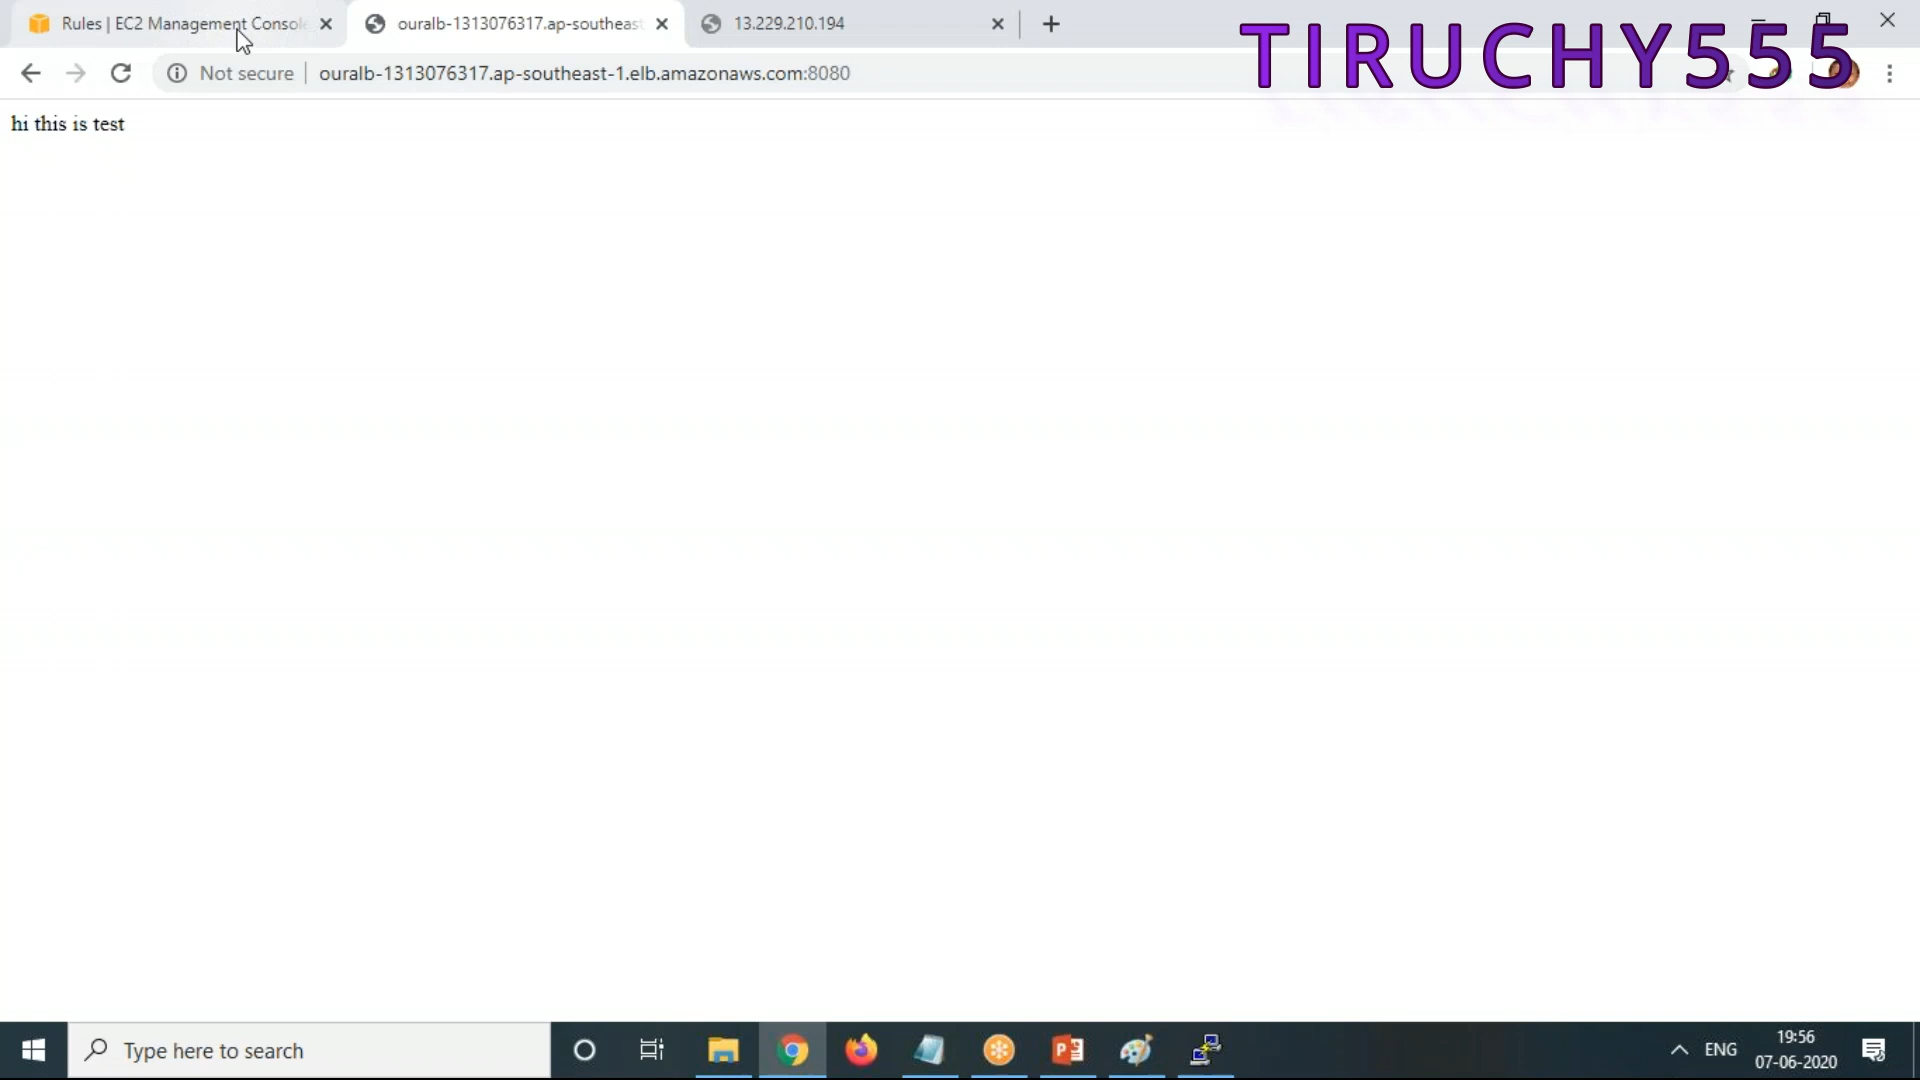 Rules | EC2 Management Consol
ouralb-1313076317.ap-southeas
13.229.210.194
TIRUCHY555
Not secure
ouralb-1313076317.ap-southeast-1.elb.amazonaws.com:8080
hi this is test
Type here to search
ENG
19:56
07-06-2020